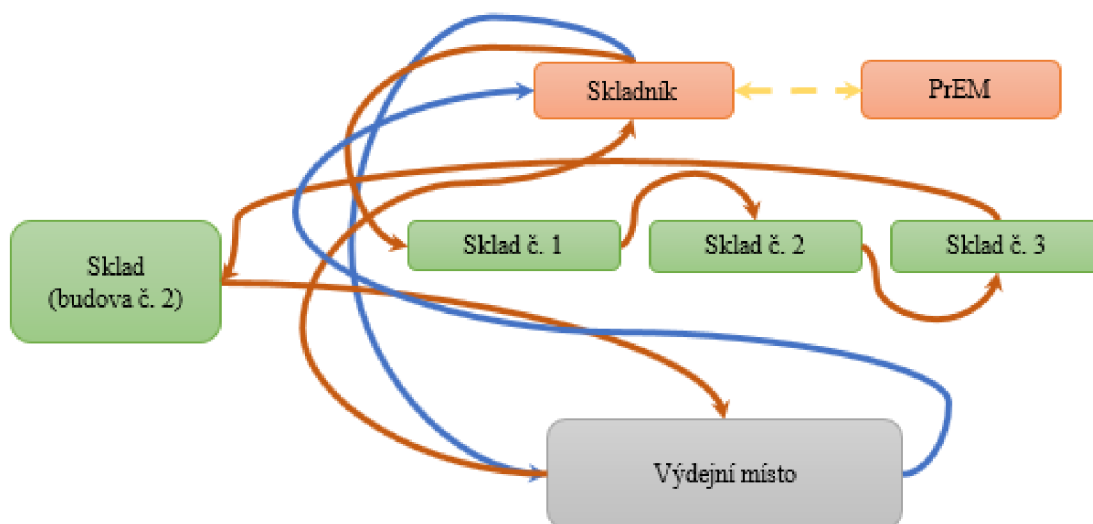 Skladník
PrEM
Sklad č. 1
Sklad č. 2
Sklad č. 3
Sklad
(budova č. 2)
Výdejní místo